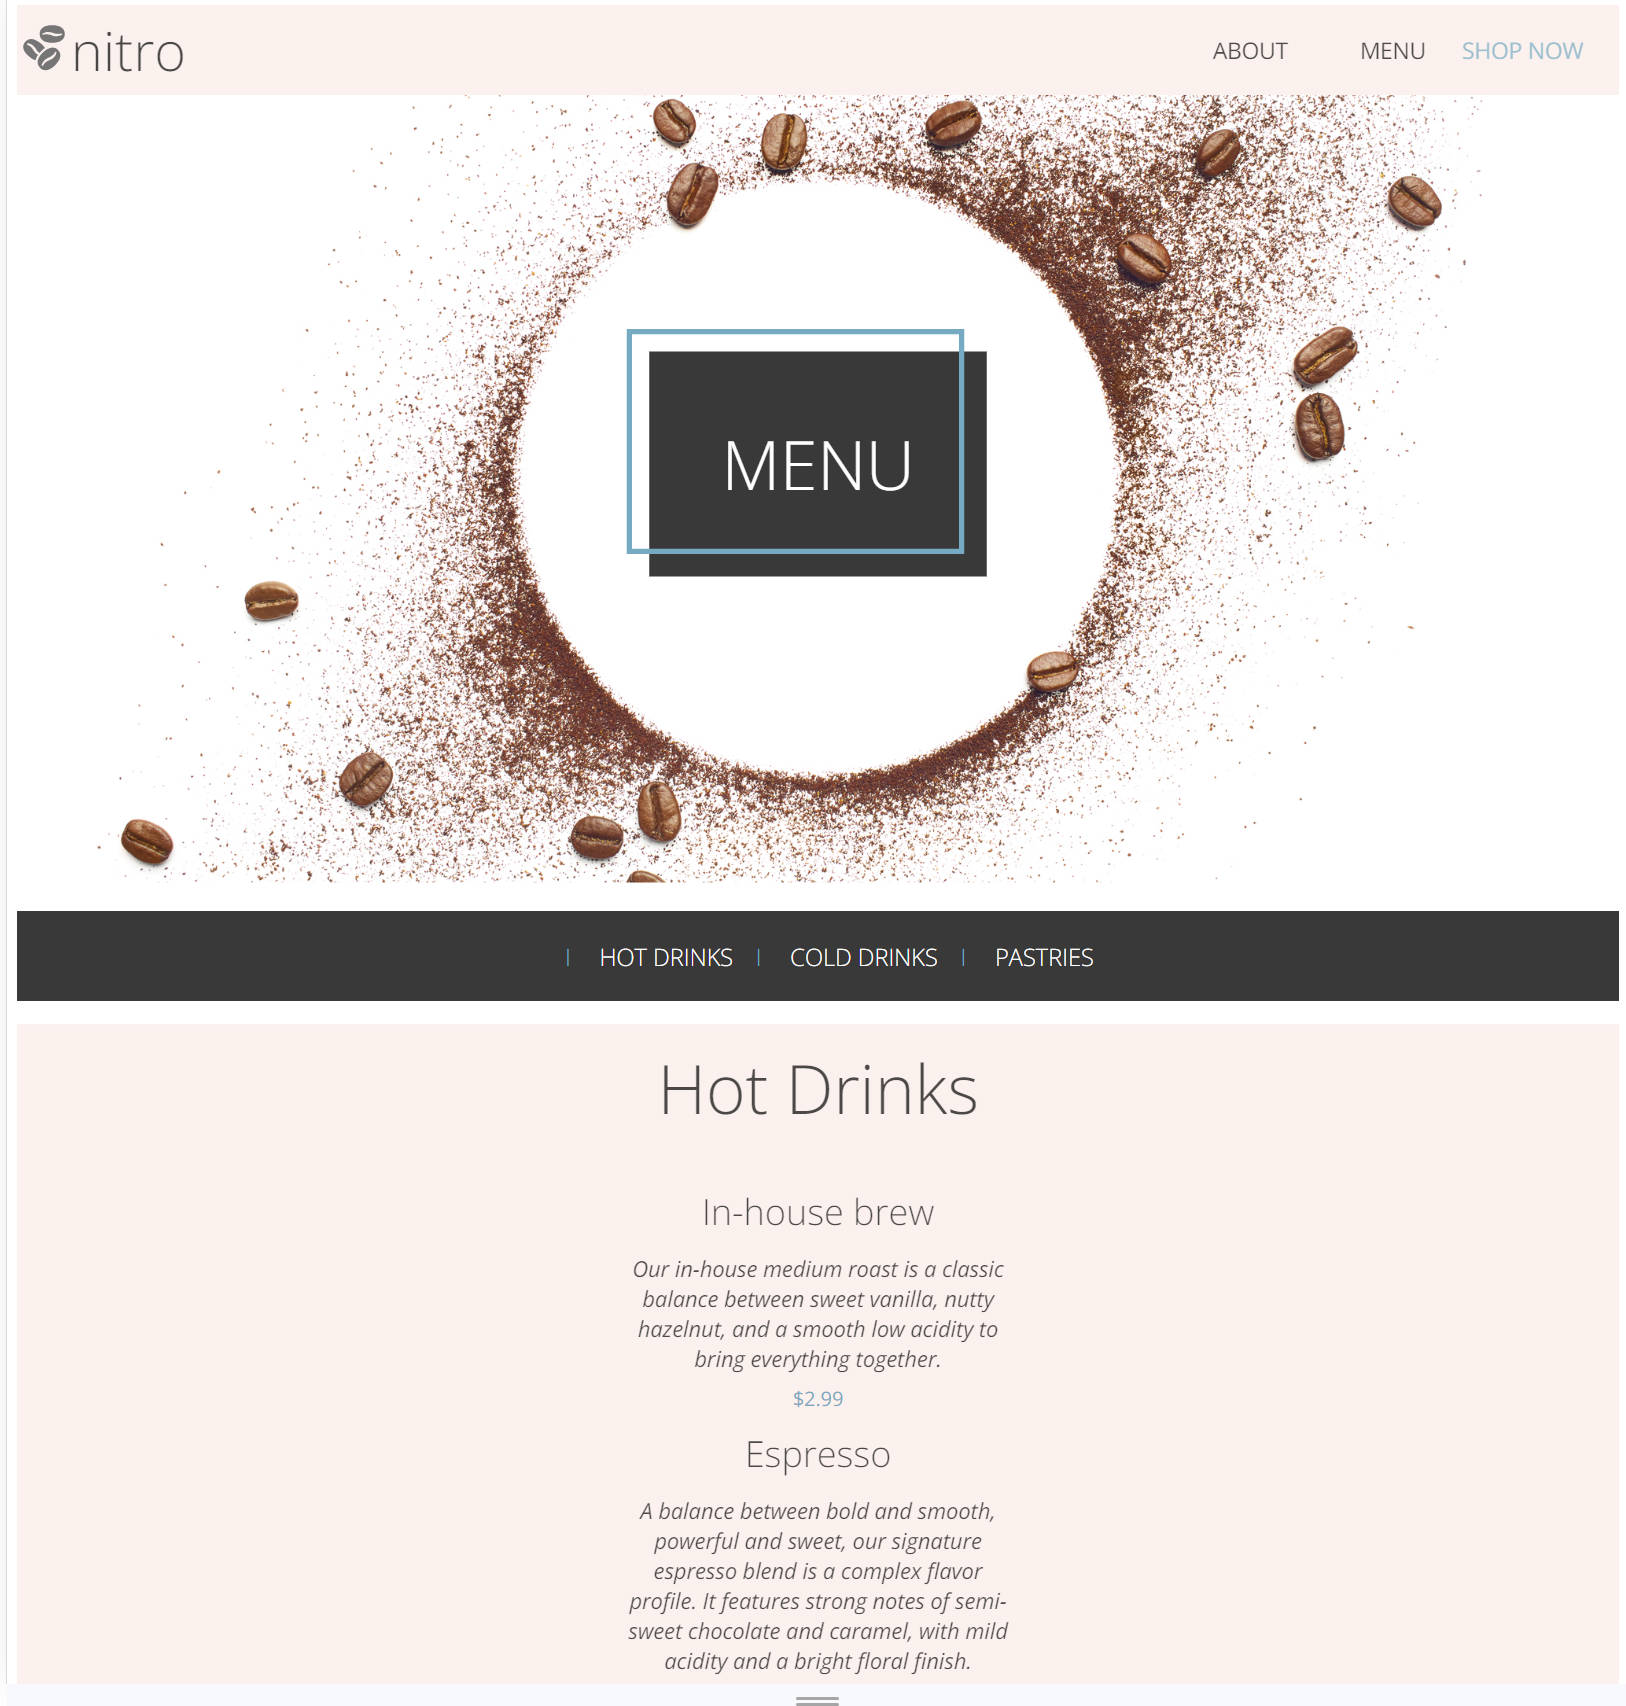 nitro
ABOUT MENU SHOP NOW
MENU
| HOT DRINKS | COLD DRINKS | PASTRIES
Hot Drinks
In-house brew
Our in-house medium roast is a classic
balance between sweet vanilla, nutty
hazelnut, and a smooth low acidity to
bring everything together.
$2.99
Espresso
A balance between bold and smooth,
powerful and sweet, our signature
espresso blend is a complex flavor
profile. It features strong notes of semi-
sweet chocolate and caramel, with mild
acidity and a bright floral finish.